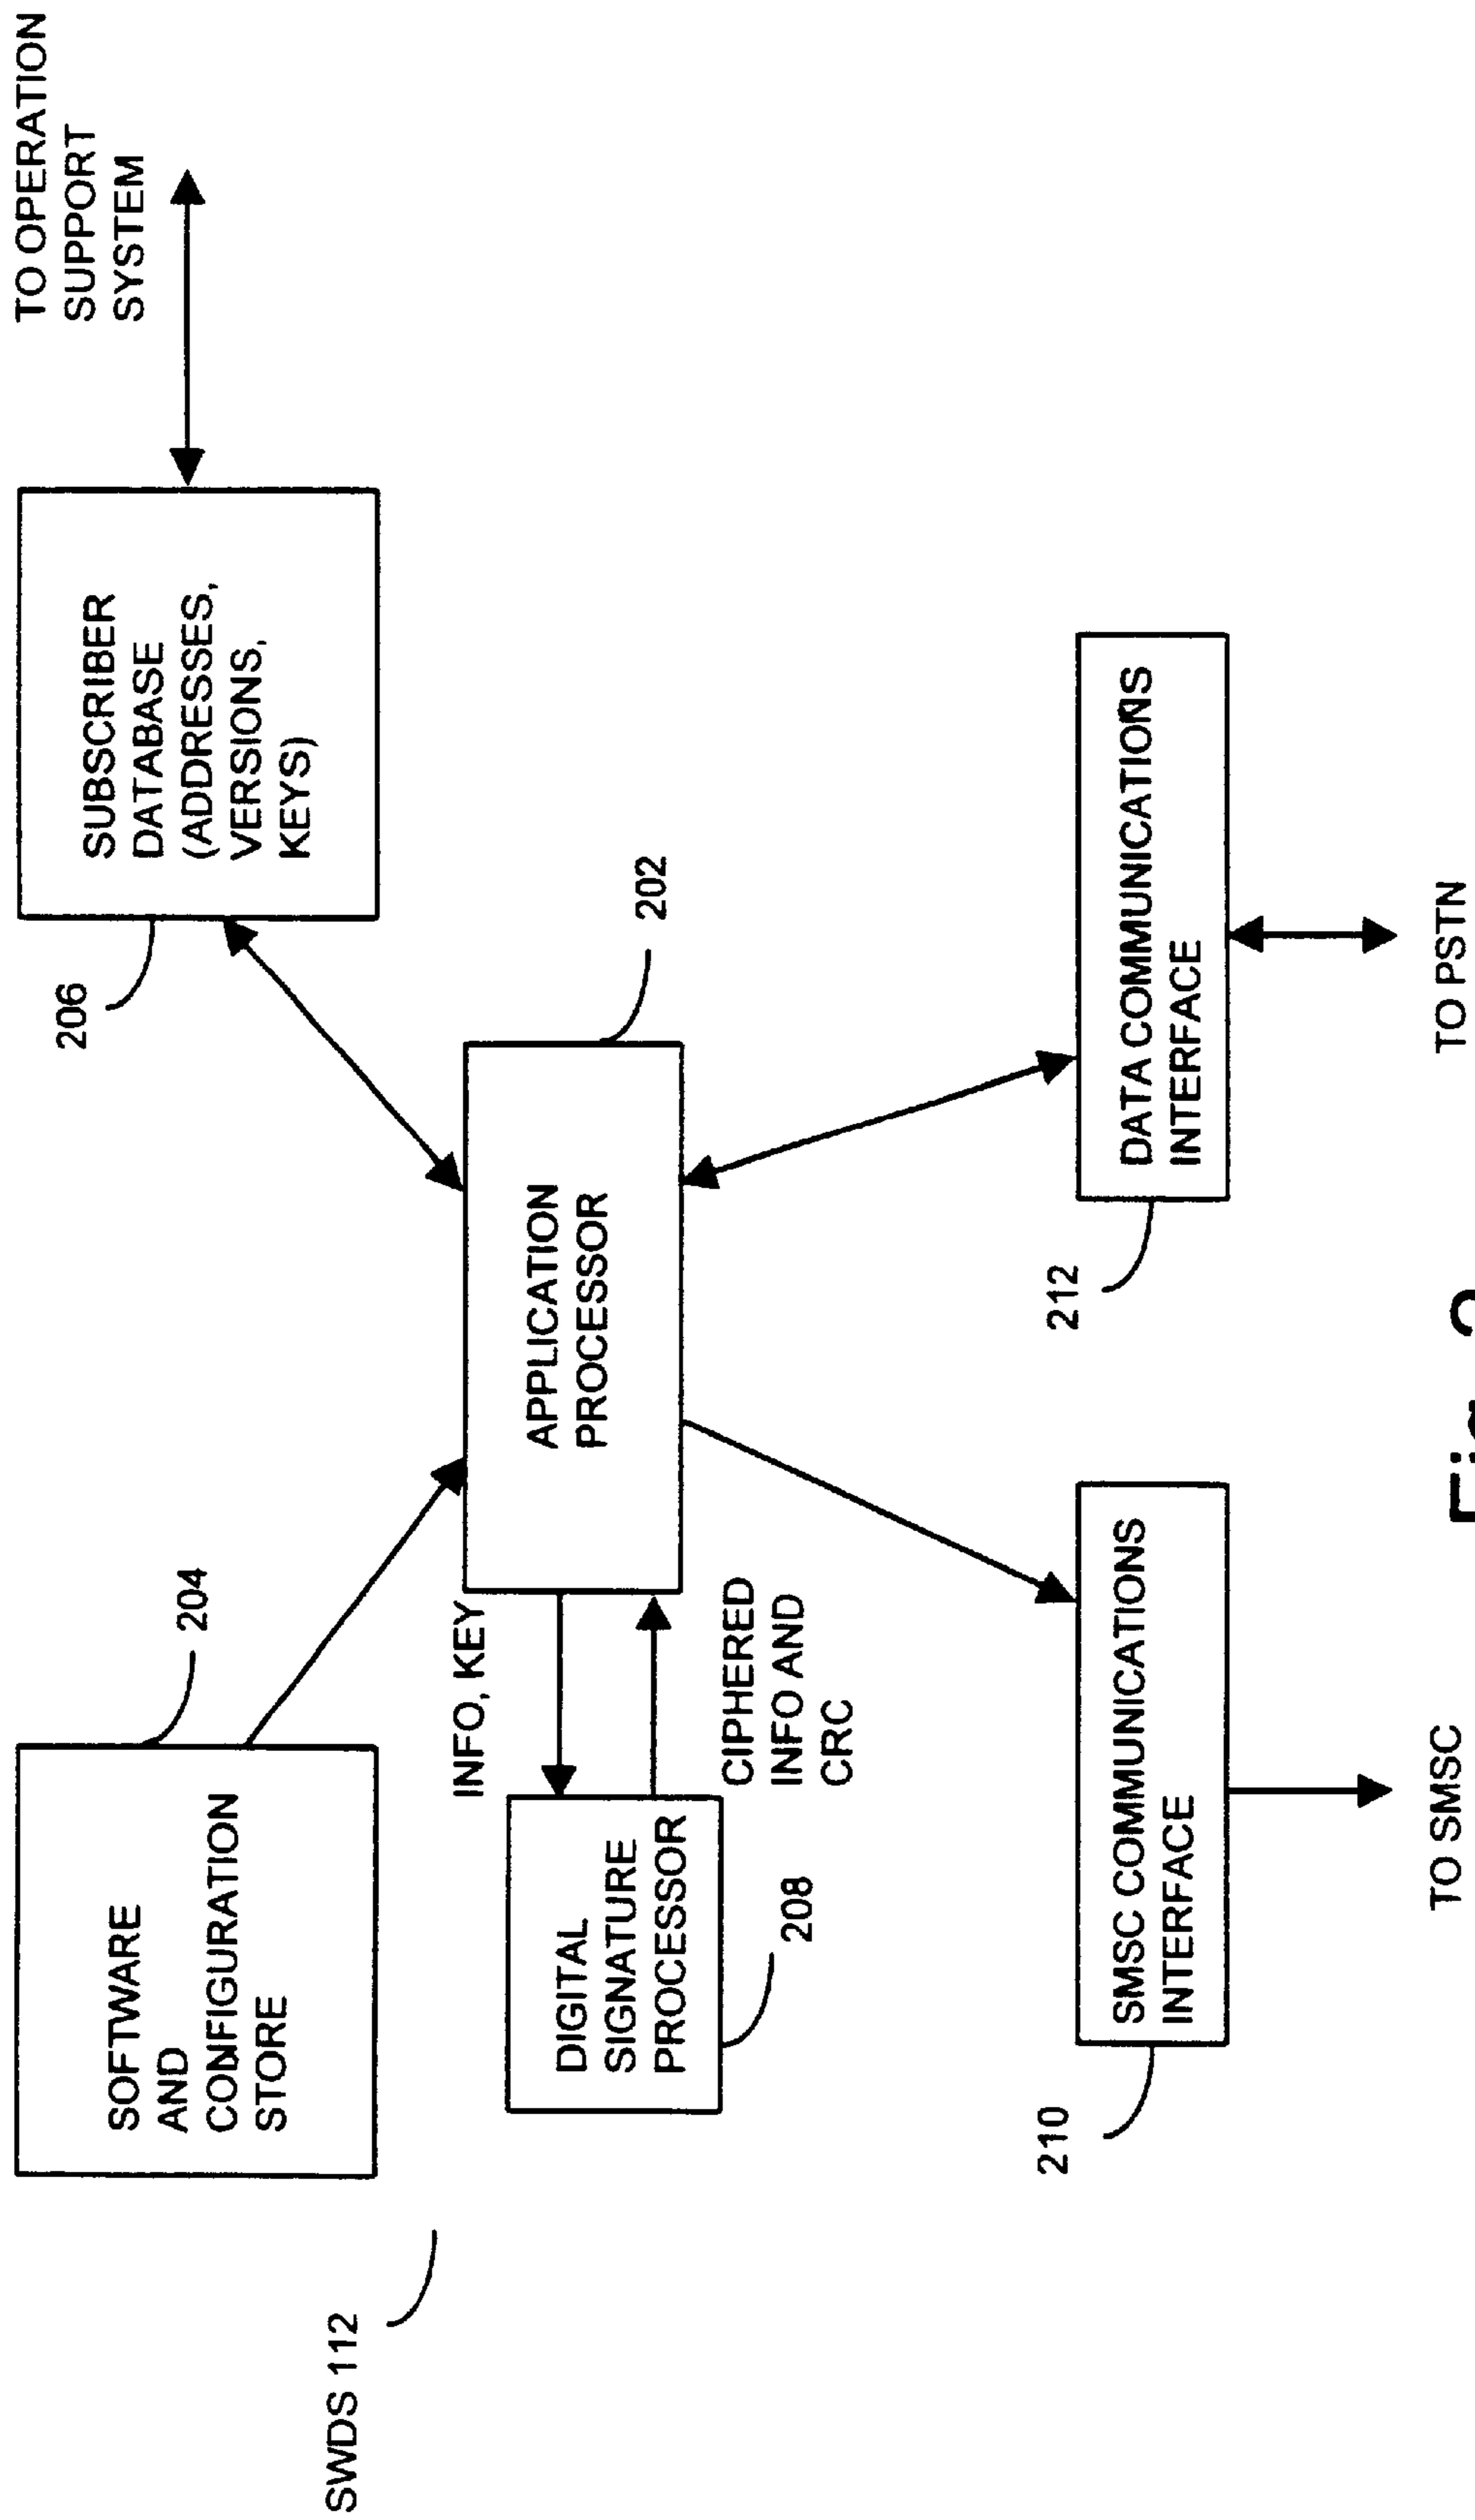 SWDS 112
SOFTWARE
AND
CONFIGURATION
STORE
204
206
SUBSCRIBER
DATABASE
(ADDRESSES,
VERSIONS,
KEYS)
TO OPERATION
SUPPORT
SYSTEM
DIGITAL
SIGNATURE
PROCESSOR
208
INFO, KEY
CIPHERED
INFO AND
CRC
APPLICATION
PROCESSOR
202
210
SMSC COMMUNICATIONS
INTERFACE
212
DATA COMMUNICATIONS
INTERFACE
TO SMSC
TO PSTN